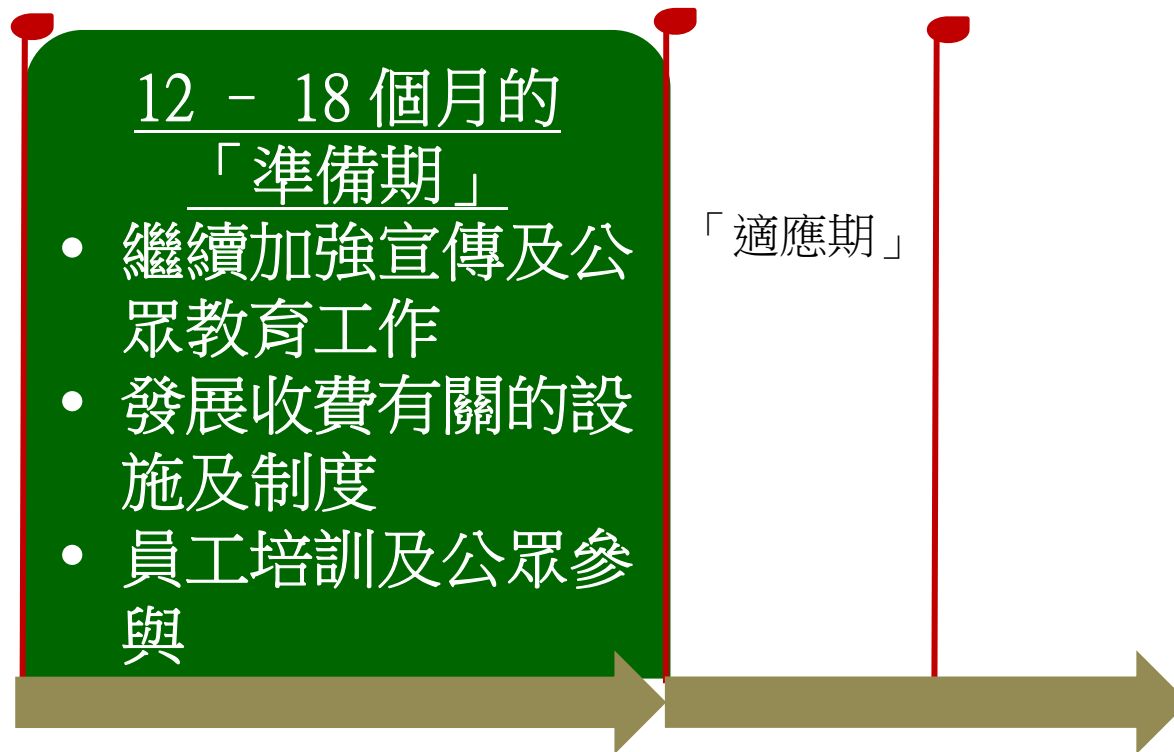 12 - 18 個月的
「準備期」
• 繼續加強宣傳及公
眾教育工作
• 發展收費有關的設
施及制度
• 員工培訓及公眾參
與
「適應期」